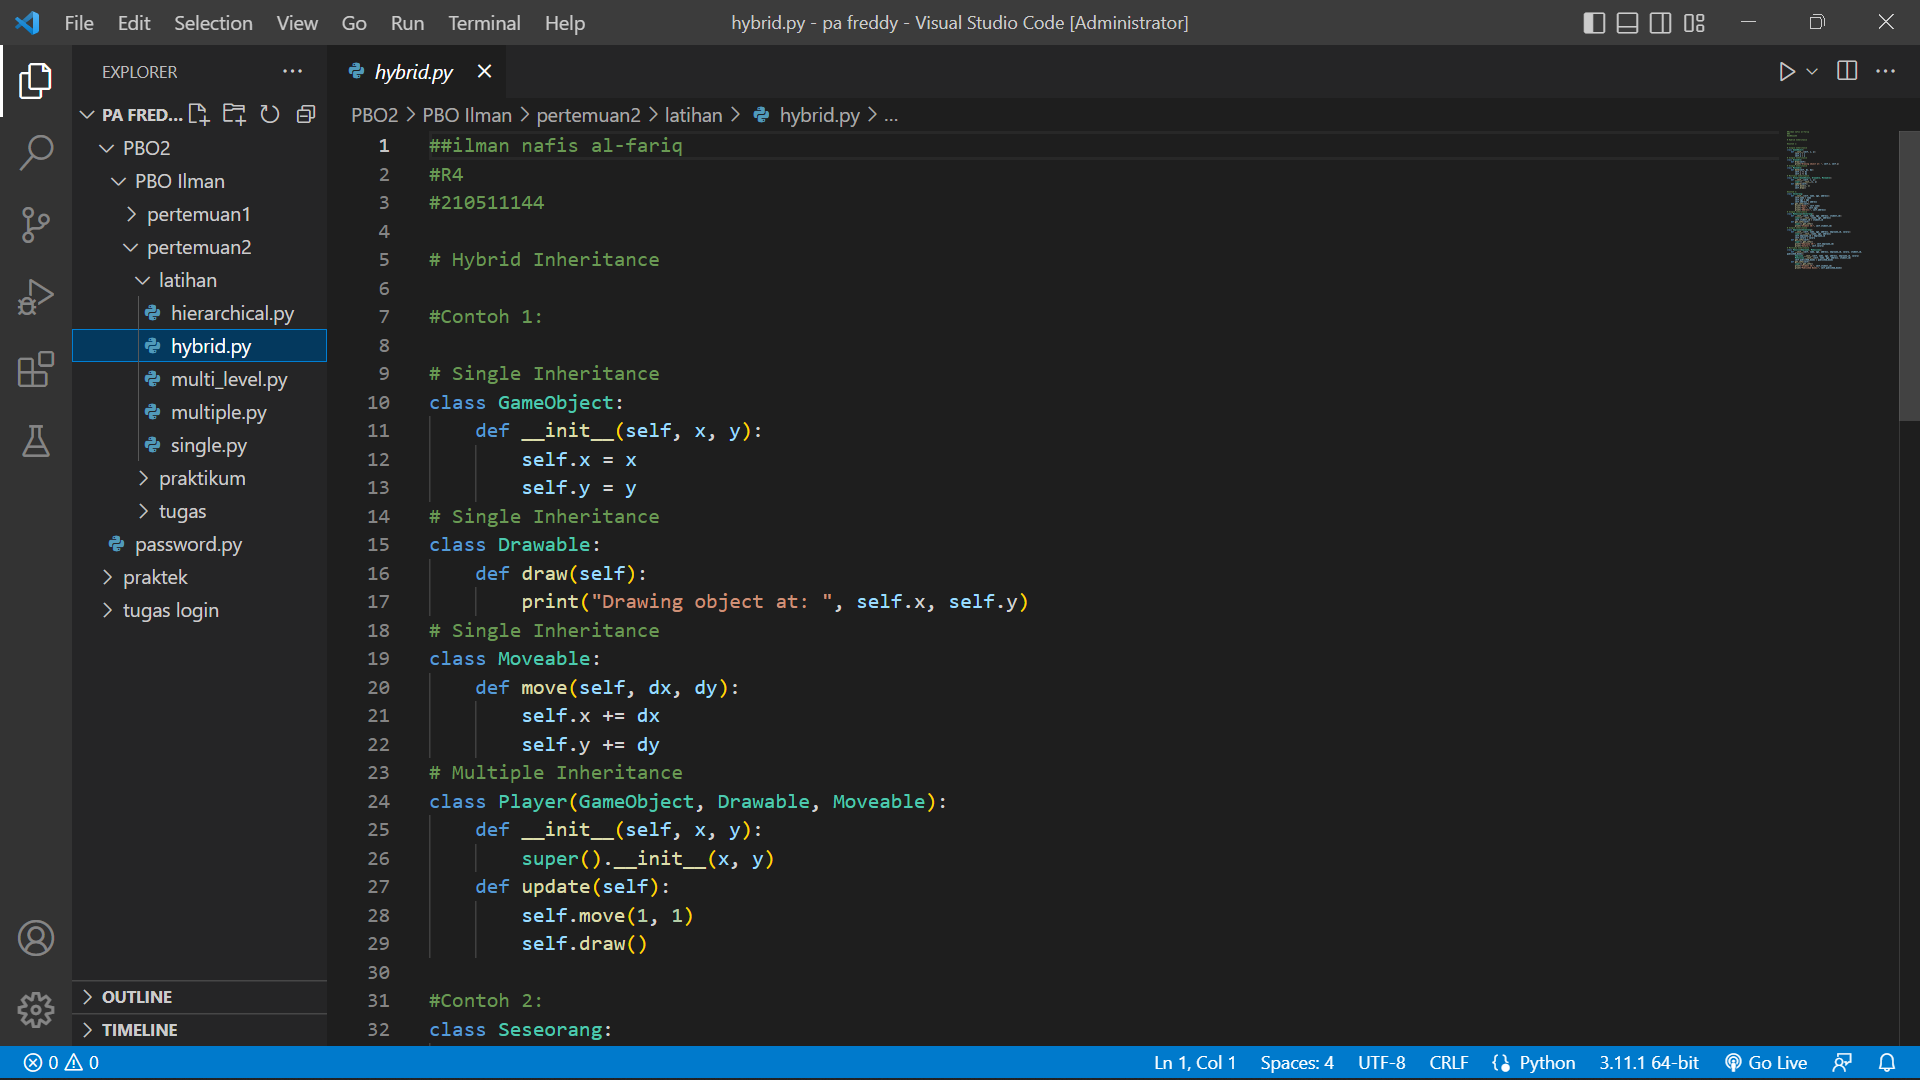 File Edit Selection View Go Run Terminal Help
hybrid.py - pa freddy - Visual Studio Code [Administrator]
EXPLORER
hybrid.py
PA FRED...
PBO2
PBO Ilman
pertemuan1
pertemuan2
latihan
hierarchical.py
hybrid.py
multi_level.py
multiple.py
single.py
praktikum
tugas
password.py
praktek
tugas login
OUTLINE
TIMELINE
PBO2 > PBO Ilman > pertemuan2 > latihan > hybrid.py > ...
1 ##ilman nafis al-fariq
2 #R4
3 #210511144
4
5 # Hybrid Inheritance
6
7 #Contoh 1:
8
9 # Single Inheritance
10 class GameObject:
11     def __init__(self, x, y):
12         self.x = x
13         self.y = y
14 # Single Inheritance
15 class Drawable:
16     def draw(self):
17         print("Drawing object at: ", self.x, self.y)
18 # Single Inheritance
19 class Moveable:
20     def move(self, dx, dy):
21         self.x += dx
22         self.y += dy
23 # Multiple Inheritance
24 class Player(GameObject, Drawable, Moveable):
25     def __init__(self, x, y):
26         super().__init__(x, y)
27     def update(self):
28         self.move(1, 1)
29         self.draw()
30
31 #Contoh 2:
32 class Seseorang:
0 0
Ln 1, Col 1 Spaces: 4 UTF-8 CRLF Python 3.11.1 64-bit Go Live